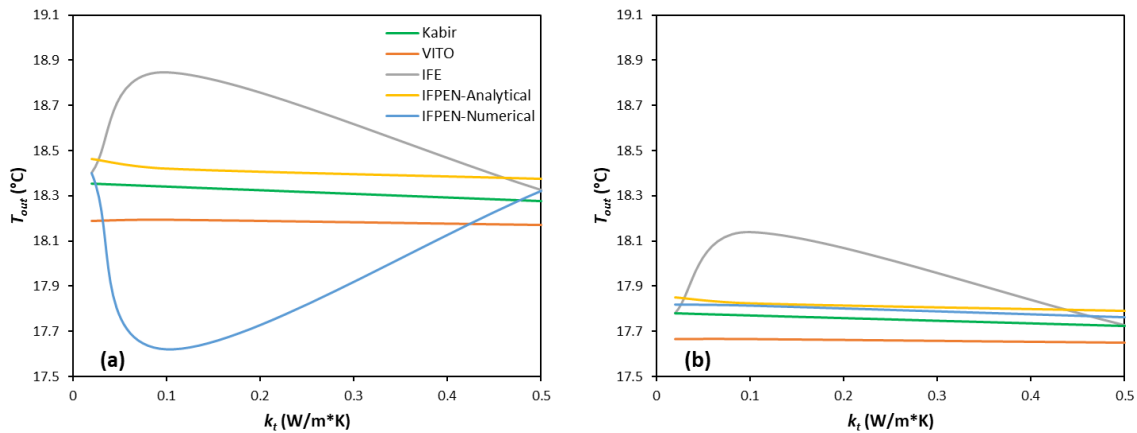 19.1
18.9
18.7
18.5
18.3
18.1
17.9
17.7
17.5
T_out (°C)
Kabir
VITO
IFE
IFPEN-Analytical
IFPEN-Numerical
(a)
0 0.1 0.2 0.3 0.4 0.5
k_t (W/m*K)
19.1
18.9
18.7
18.5
18.3
18.1
17.9
17.7
17.5
T_out (°C)
(b)
0 0.1 0.2 0.3 0.4 0.5
k_t (W/m*K)